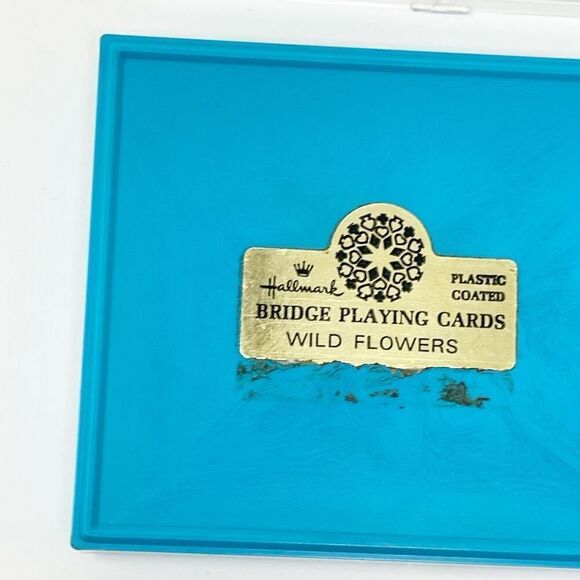 Hallmark
PLASTIC
COATED
BRIDGE PLAYING CARDS
WILD FLOWERS